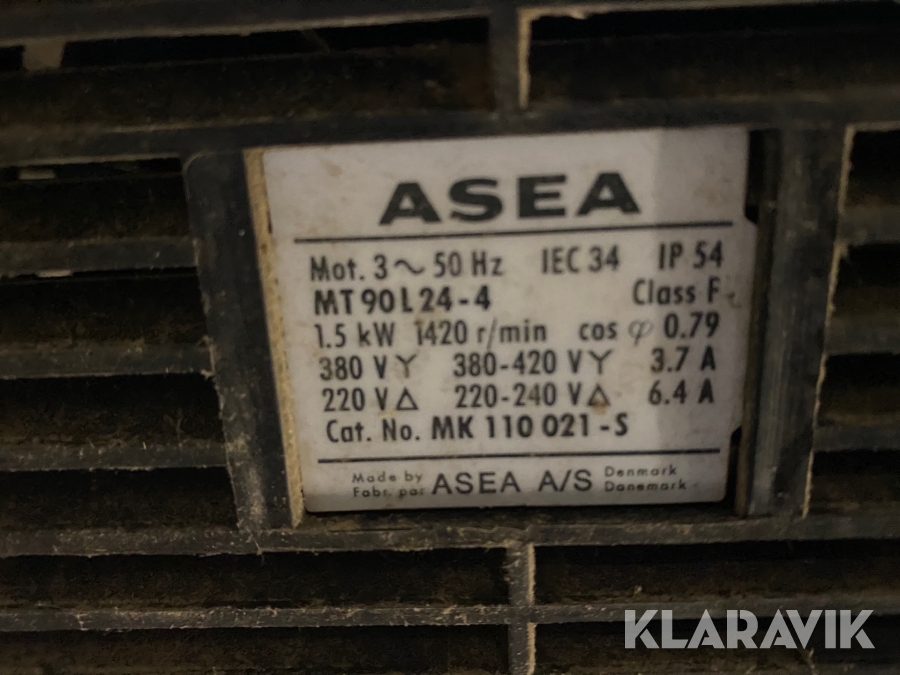 ASEA
Mot. 3~50 Hz IEC 34 IP 54
MT 90 L 24-4 Class F
1.5 kW 1420 r/min cos φ 0.79
380 V Y 380-420 V Y 3.7 A
220 V Δ 220-240 V Δ 6.4 A
Cat. No. MK 110 021-S
Made by ASEA A/S Denmark
Fabr. par Danemark
KLARAVIK